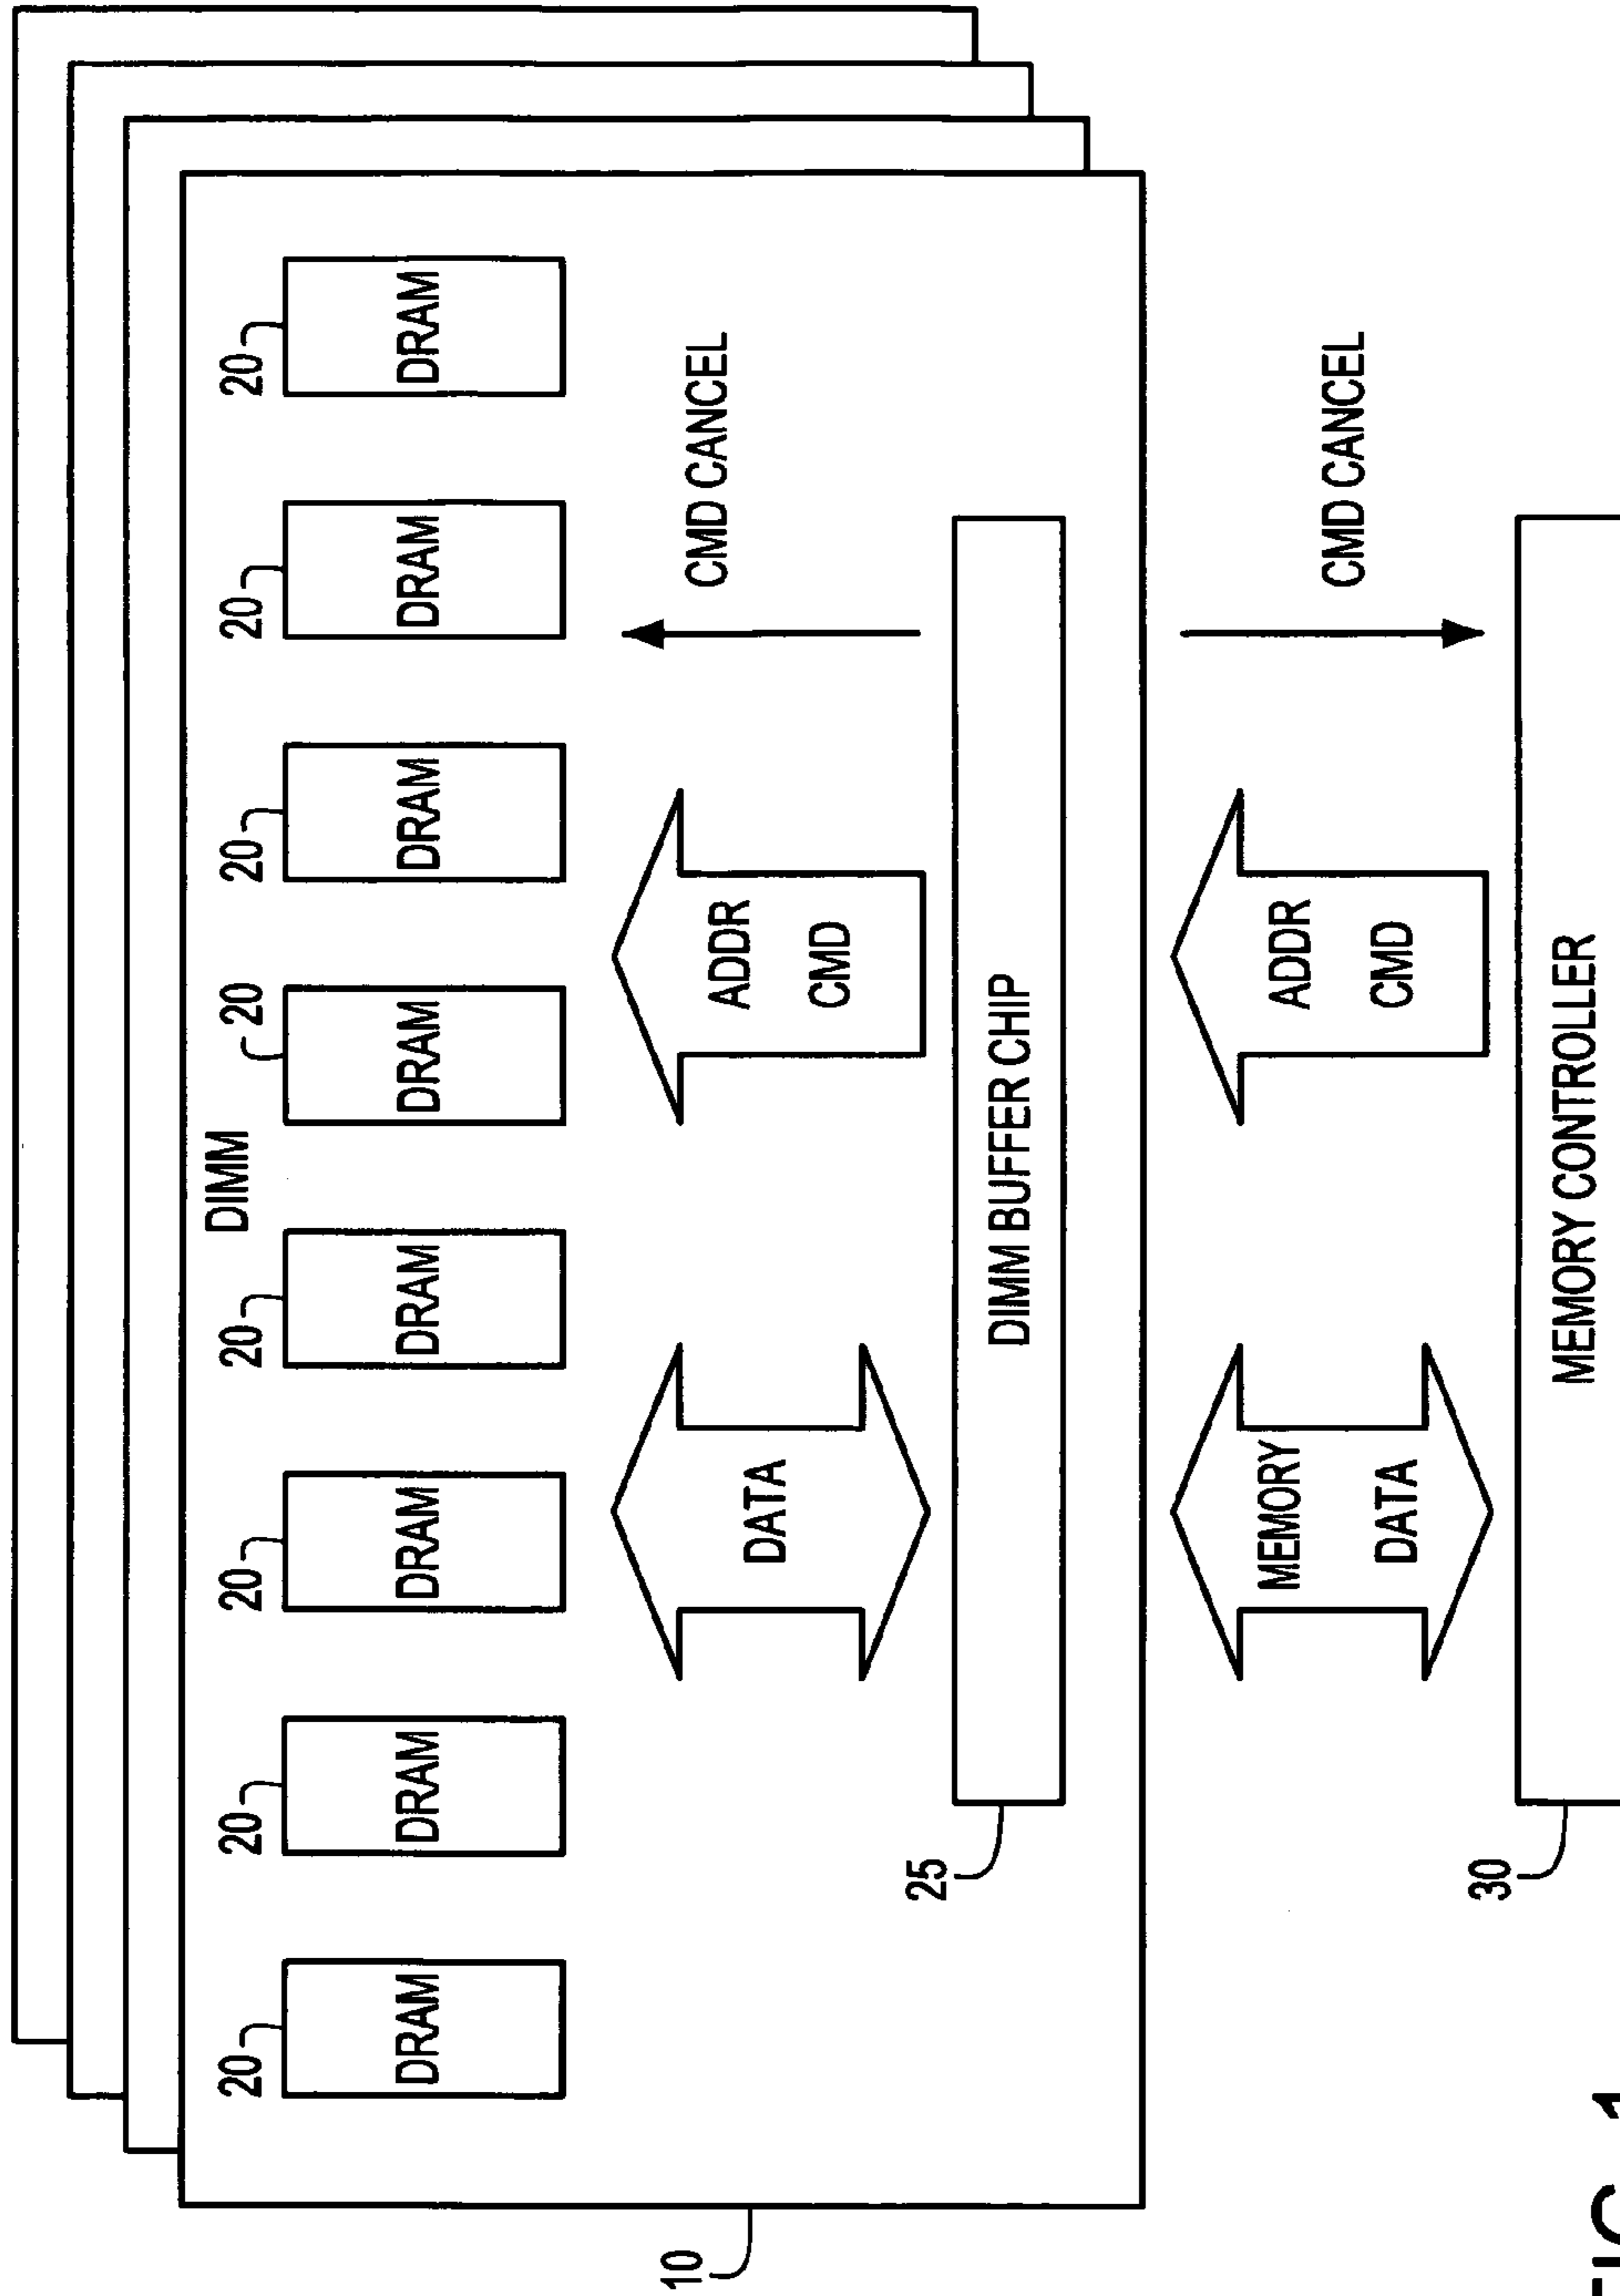 DIMM
20 20 20 20 20 20 20 20
DRAM DRAM DRAM DRAM DRAM DRAM DRAM DRAM
10
DATA
ADDR
CMD
CMD CANCEL
25
DIMM BUFFER CHIP
MEMORY
DATA
ADDR
CMD
CMD CANCEL
30
MEMORY CONTROLLER